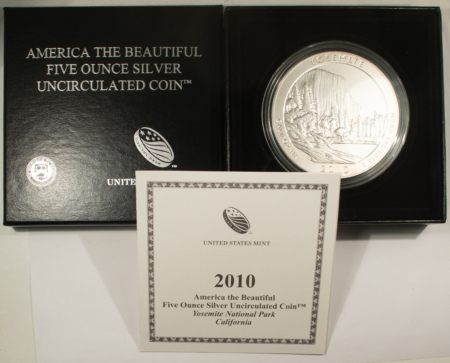 AMERICA THE BEAUTIFUL
FIVE OUNCE SILVER
UNCIRCULATED COIN™
UNITED
YOSEMITE
2010
UNITED STATES MINT
2010
America the Beautiful
Five Ounce Silver Uncirculated Coin™
Yosemite National Park
California